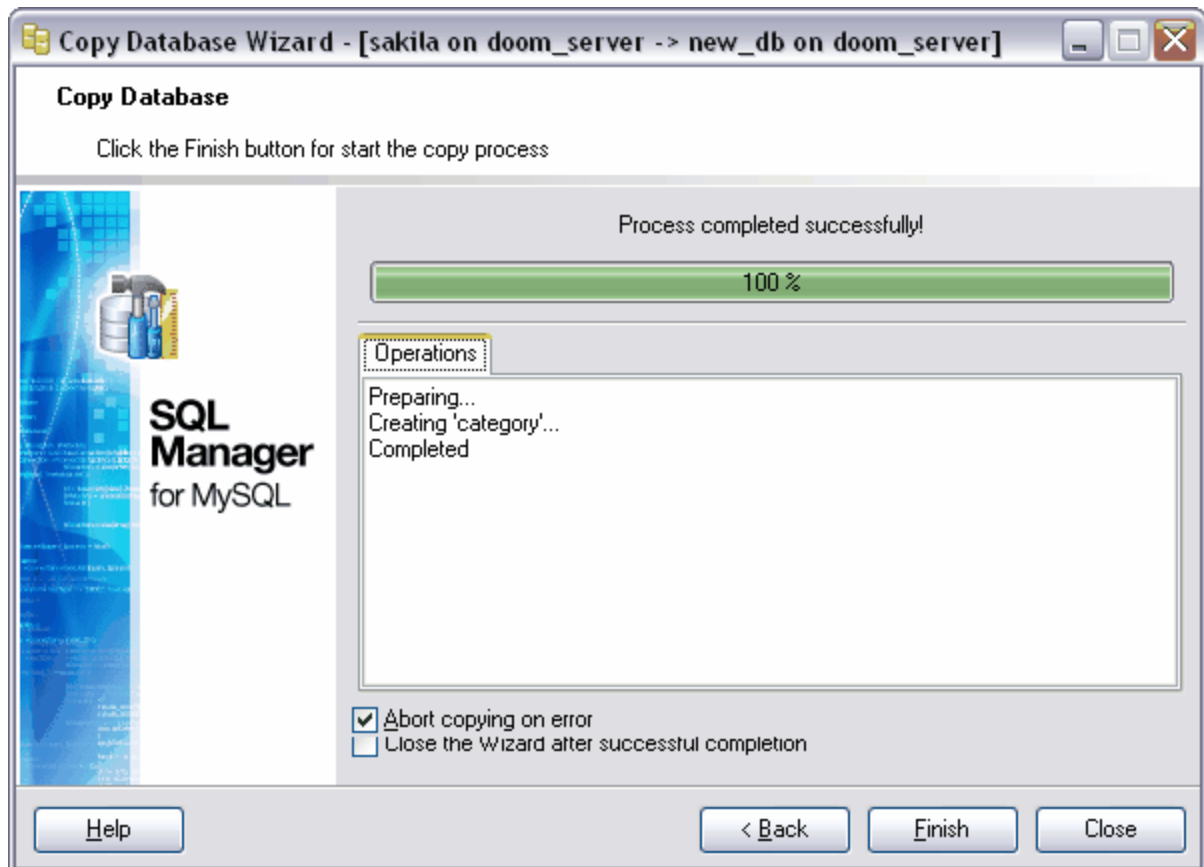 Copy Database Wizard - [sakila on doom_server -> new_db on doom_server]
Copy Database
Click the Finish button for start the copy process
Process completed successfully!
100 %
Operations
Preparing...
Creating 'category'...
Completed
SQL
Manager
for MySQL
Abort copying on error
Close the Wizard after successful completion
Help
< Back
Finish
Close